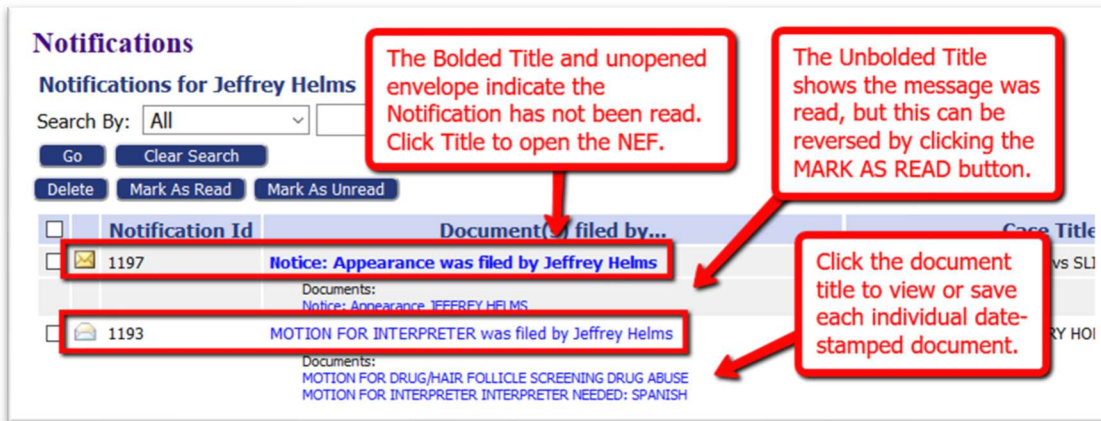 Notifications
Notifications for Jeffrey Helms
Search By: All
Go Clear Search
Delete Mark As Read Mark As Unread
The Bolded Title and unopened
envelope indicate the
Notification has not been read.
Click Title to open the NEF.
The Unbolded Title
shows the message was
read, but this can be
reversed by clicking the
MARK AS READ button.
Notification Id Document(s) filed by... Case Title
1197 Notice: Appearance was filed by Jeffrey Helms vs SLI
Documents:
Notice: Appearance JEFFREY HELMS
1193 MOTION FOR INTERPRETER was filed by Jeffrey Helms RY HO
Documents:
MOTION FOR DRUG/HAIR FOLLICLE SCREENING DRUG ABUSE
MOTION FOR INTERPRETER INTERPRETER NEEDED: SPANISH
Click the document
title to view or save
each individual date-
stamped document.